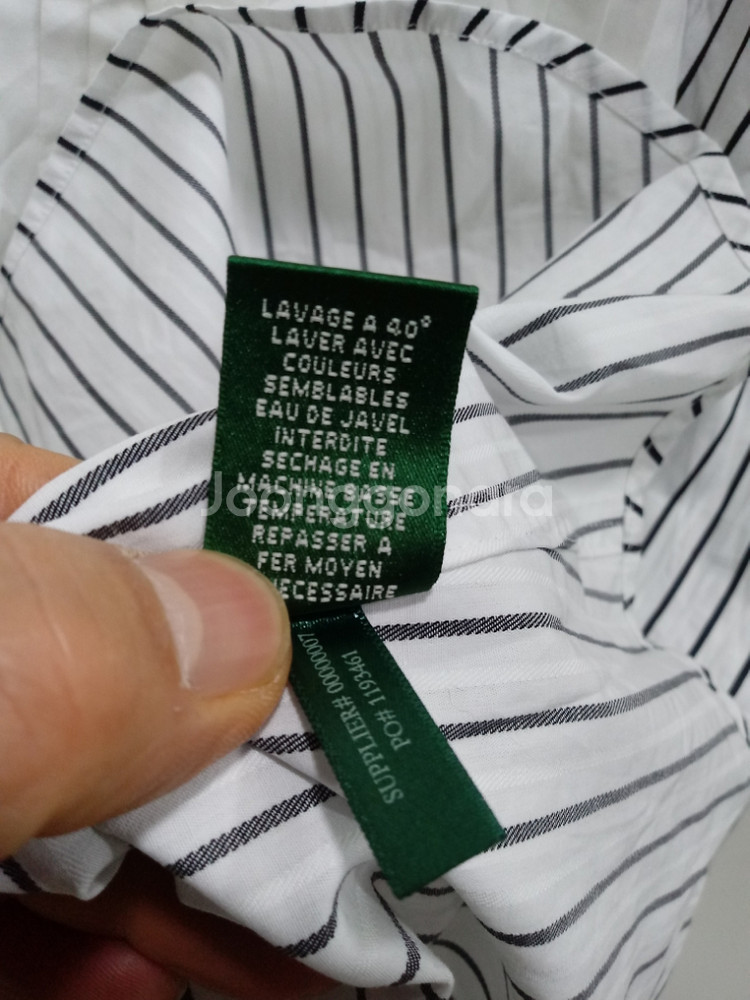 LAVAGE A 40°
LAVER AVEC
COULEURS
SEMBLABLES
EAU DE JAVEL
INTERDITE
SECHAGE EN
MACHINE BASSE
TEMPERATURE
REPASSER A
FER MOYEN
NECESSAIRE
Joonggonara
SUPPLIER# 00000007
PO# 1193461